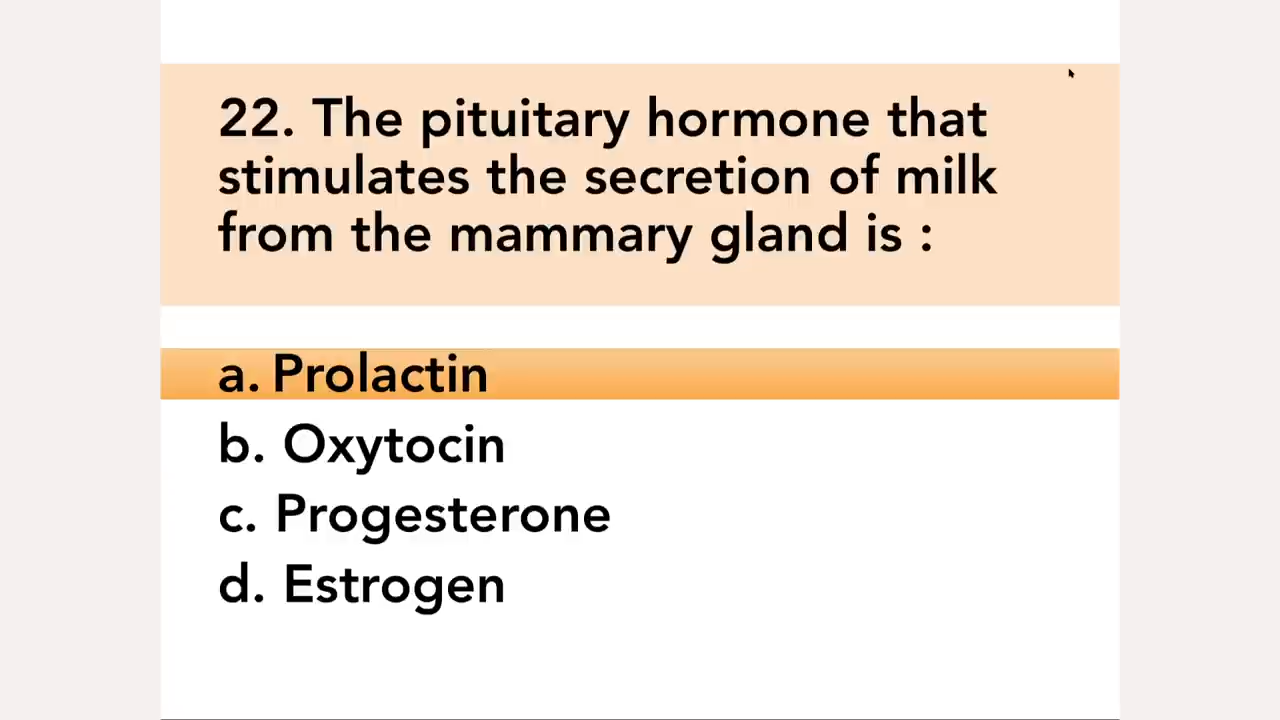 22. The pituitary hormone that
stimulates the secretion of milk
from the mammary gland is :
a. Prolactin
b. Oxytocin
c. Progesterone
d. Estrogen